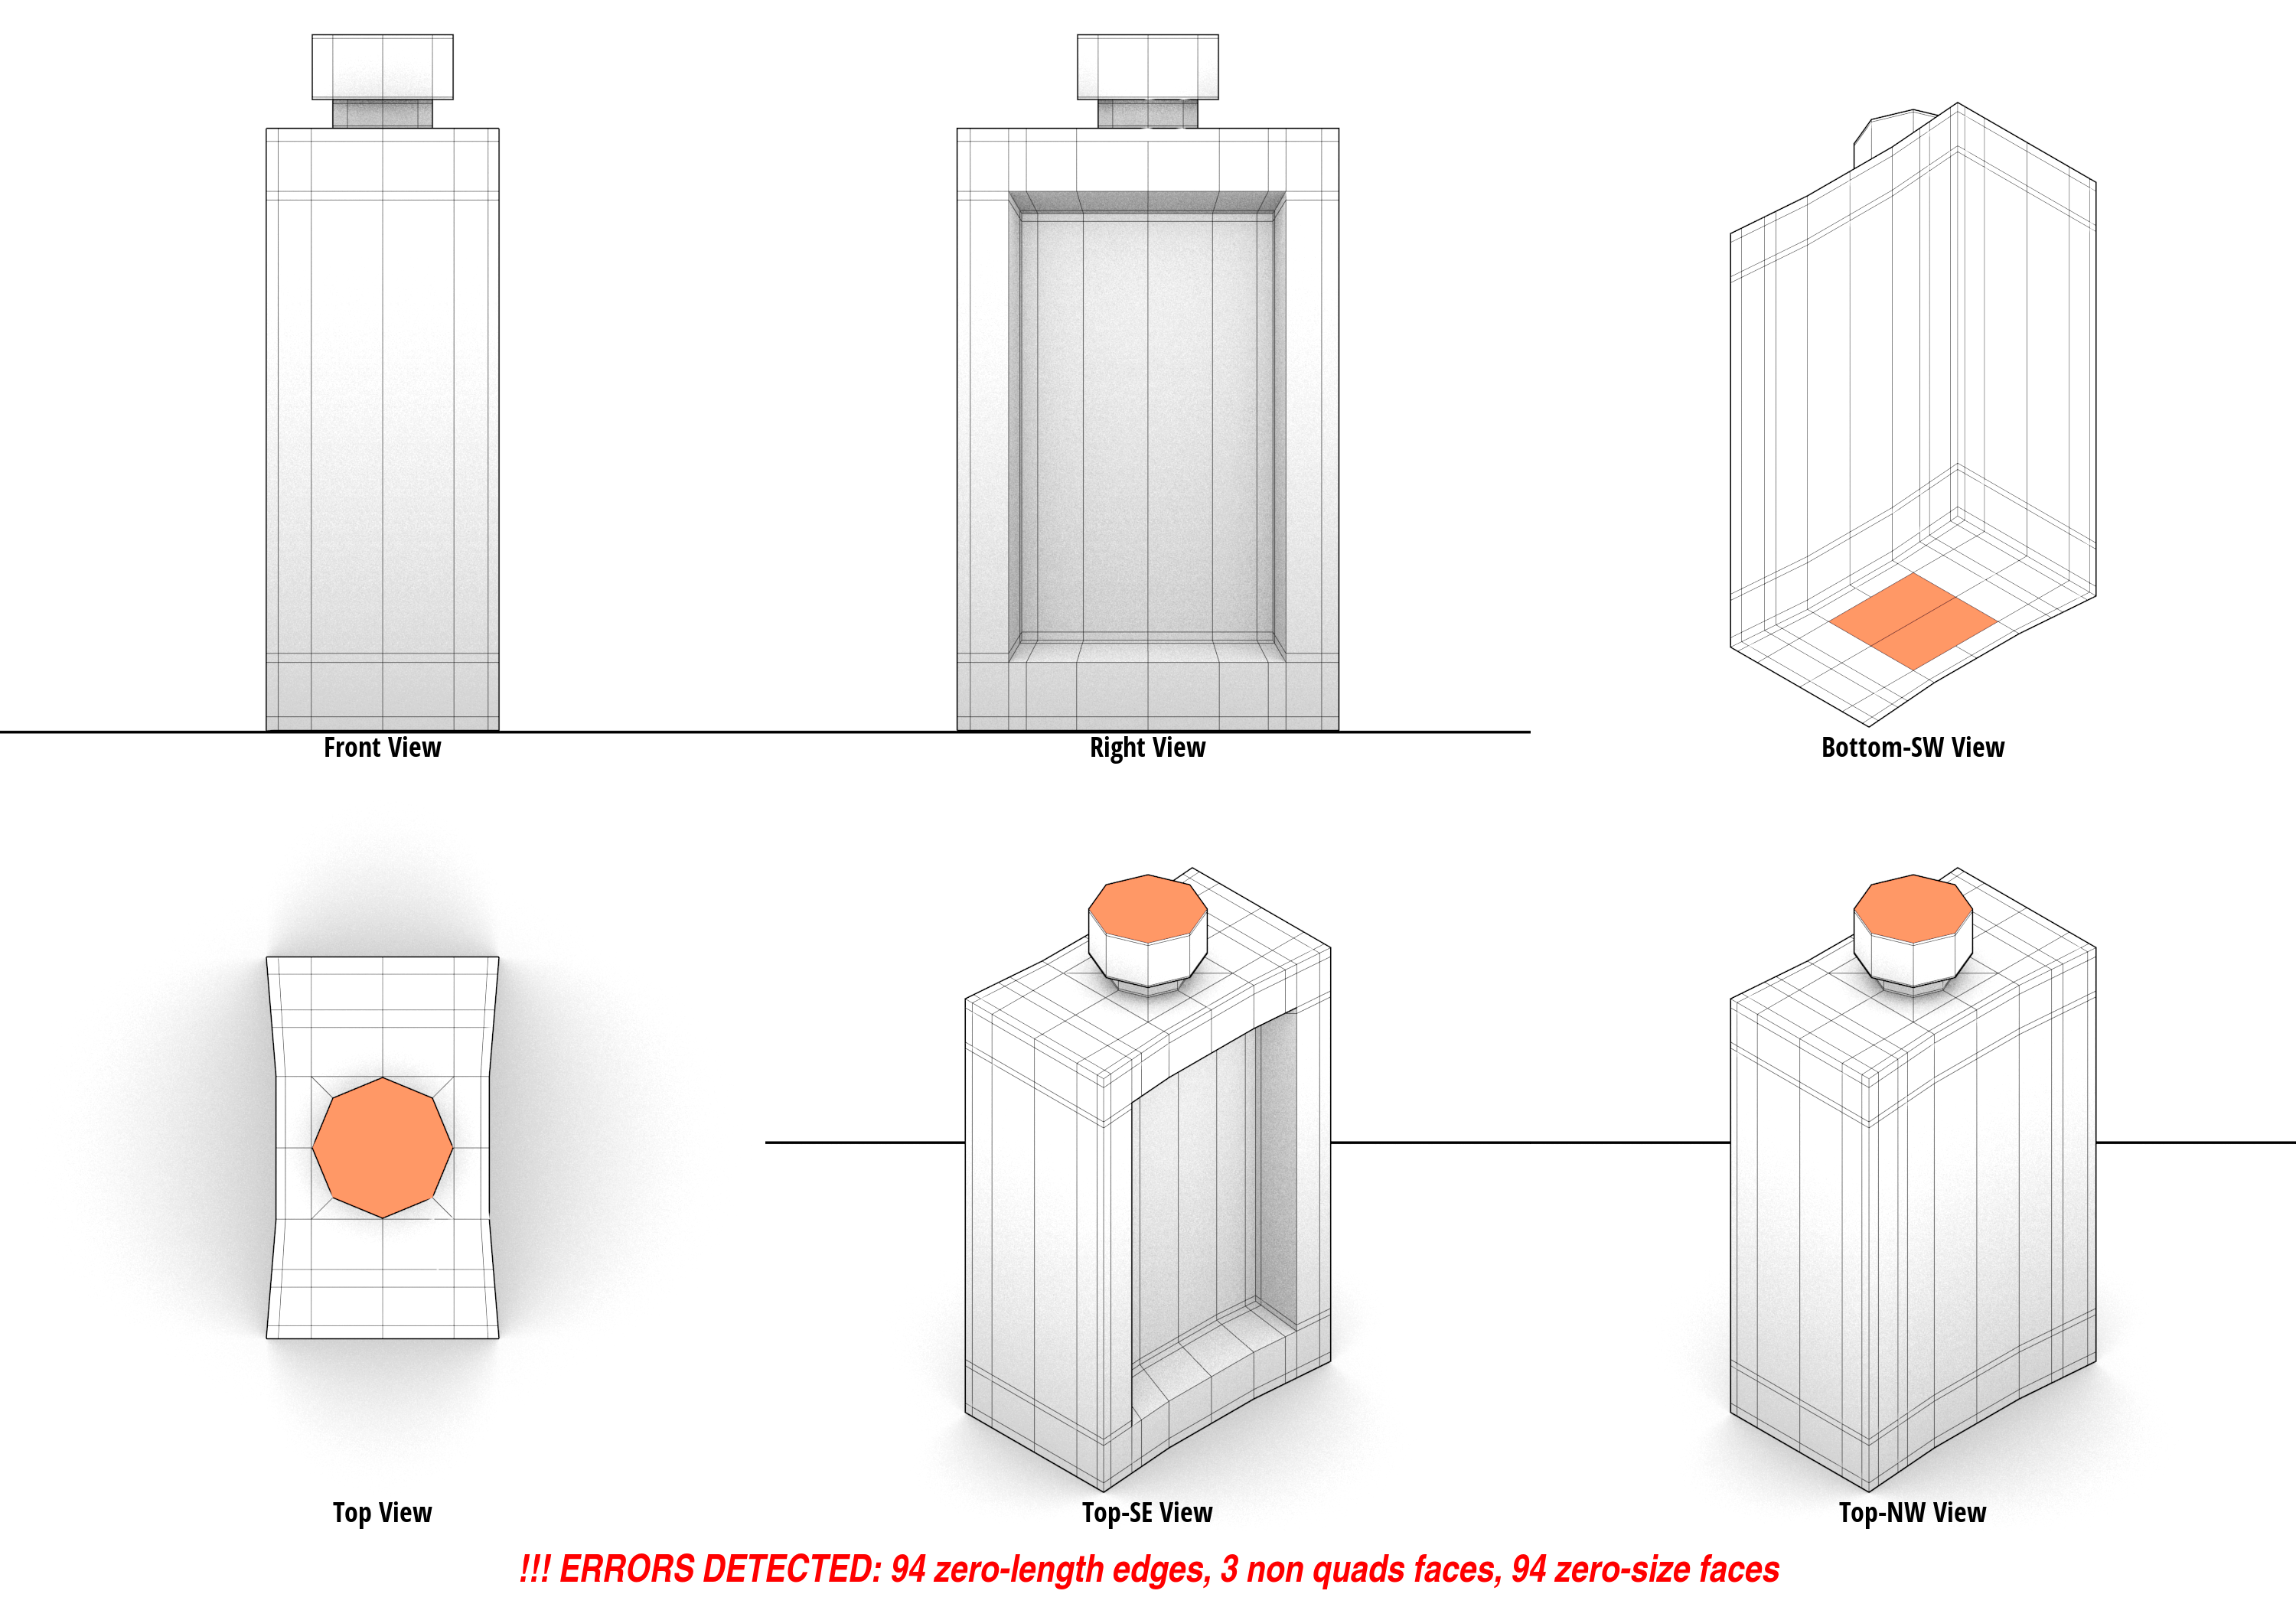 Front View
Right View
Bottom-SW View
Top View
Top-SE View
Top-NW View
!!! ERRORS DETECTED: 94 zero-length edges, 3 non quads faces, 94 zero-size faces